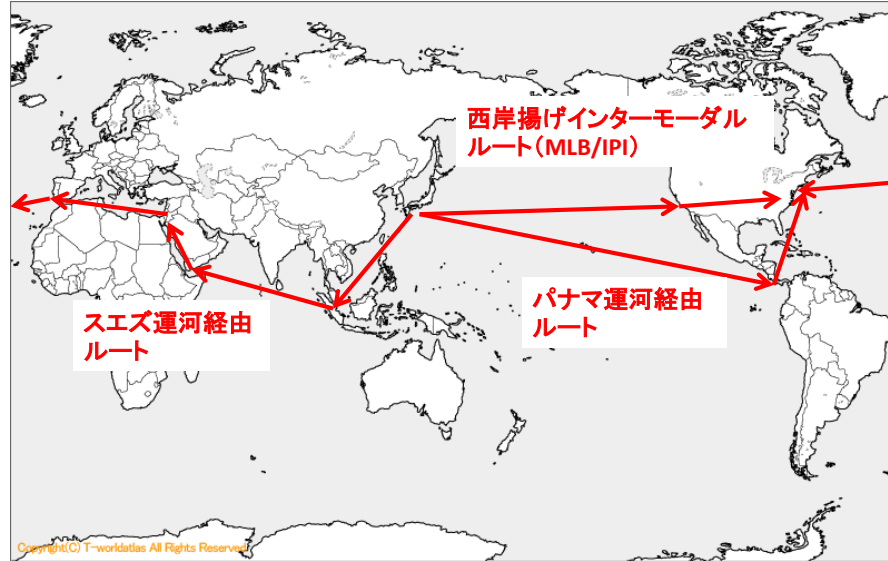 西岸揚げインターモーダル
ルート（MLB/IPI）
スエズ運河経由
ルート
パナマ運河経由
ルート
Copyright(C) T-worldatlas All Rights Reserved